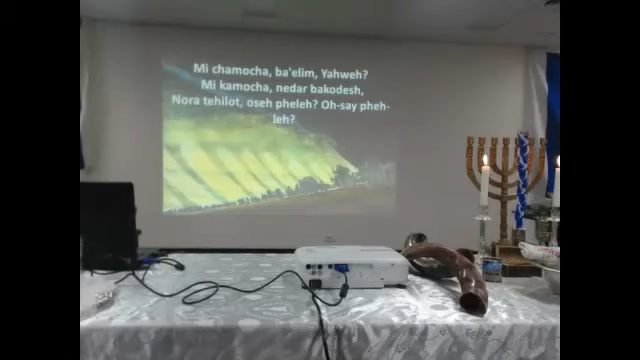 Mi chamocha, ba'elim, Yahweh?
Mi kamocha, nedar bakodesh,
Nora tehilot, oseh pheleh? Oh-say pheh-
leh?